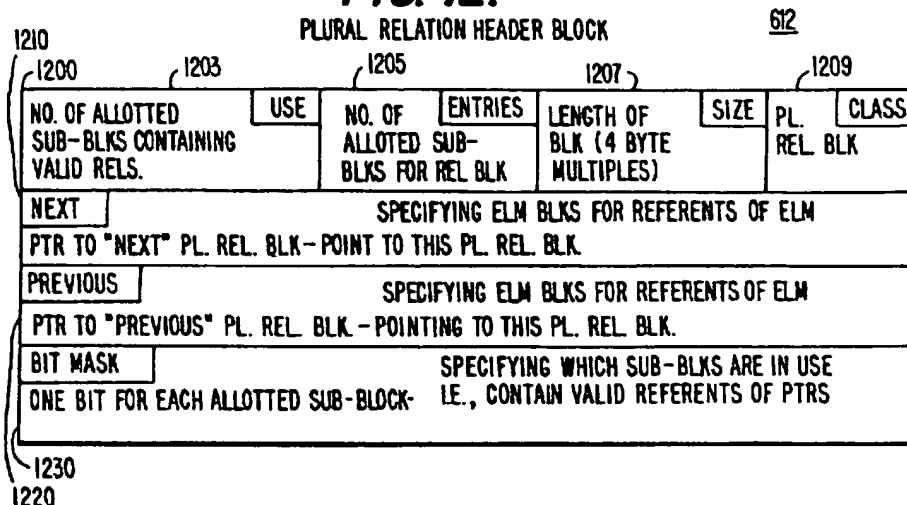 PLURAL RELATION HEADER BLOCK
612
1210
1200
1203
1205
1207
1209
NO. OF ALLOTTED
SUB-BLKS CONTAINING
VALID RELS.
USE
NO. OF
ALLOTED SUB-
BLKS FOR REL BLK
ENTRIES
LENGTH OF
BLK (4 BYTE
MULTIPLES)
SIZE
PL.
REL. BLK
CLASS
NEXT
SPECIFYING ELM BLKS FOR REFERENTS OF ELM
PTR TO "NEXT" PL. REL. BLK-POINT TO THIS PL. REL. BLK.
PREVIOUS
SPECIFYING ELM BLKS FOR REFERENTS OF ELM
PTR TO "PREVIOUS" PL. REL. BLK. - POINTING TO THIS PL. REL. BLK.
BIT MASK
SPECIFYING WHICH SUB-BLKS ARE IN USE
ONE BIT FOR EACH ALLOTTED SUB-BLOCK- I.E., CONTAIN VALID REFERENTS OF PTRS
1230
1220